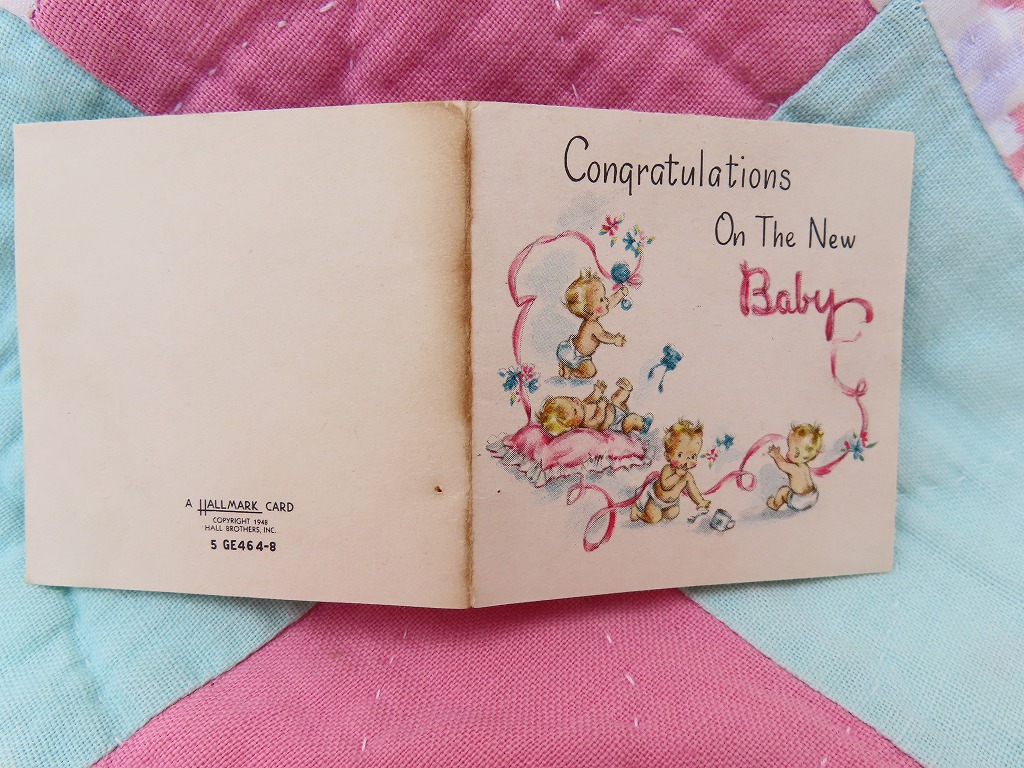 Congratulations
On The New
Baby
A HALLMARK CARD
COPYRIGHT 1948
HALL BROTHERS, INC.
5 GE464-8